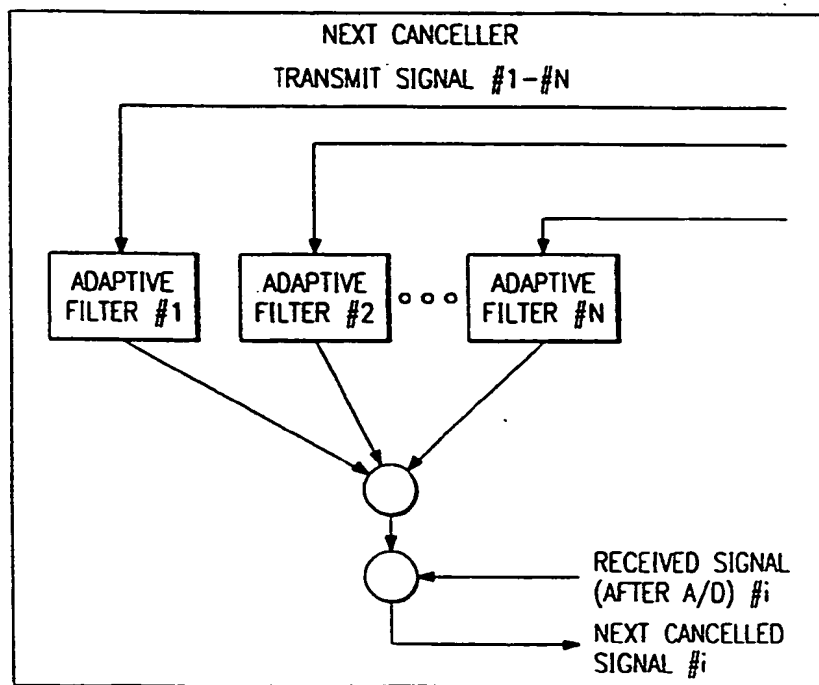 NEXT CANCELLER
TRANSMIT SIGNAL #1-#N
ADAPTIVE
FILTER #1
ADAPTIVE
FILTER #2
ADAPTIVE
FILTER #N
RECEIVED SIGNAL
(AFTER A/D) #i
NEXT CANCELLED
SIGNAL #i